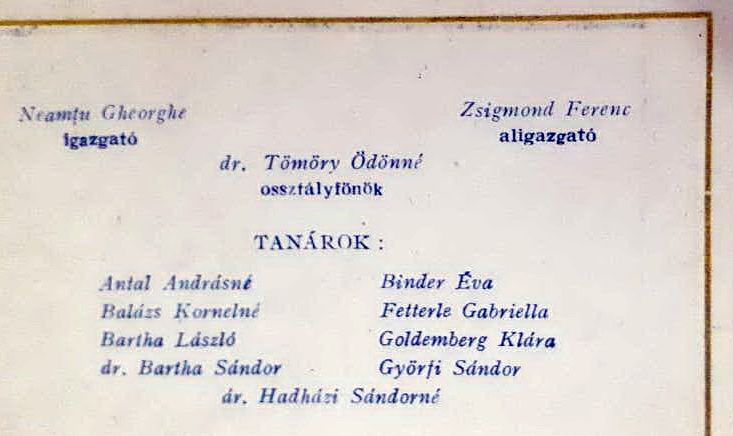 Neamțu Gheorghe Zsigmond Ferenc
igazgató aligazgató
dr. Tömöry Ödönné
ossztályfönök
TANÁROK :
Antal Andrásné Binder Éva
Balázs Kornelné Fetterle Gabriella
Bartha László Goldemberg Klára
dr. Bartha Sándor Györfi Sándor
dr. Hadházi Sándorné